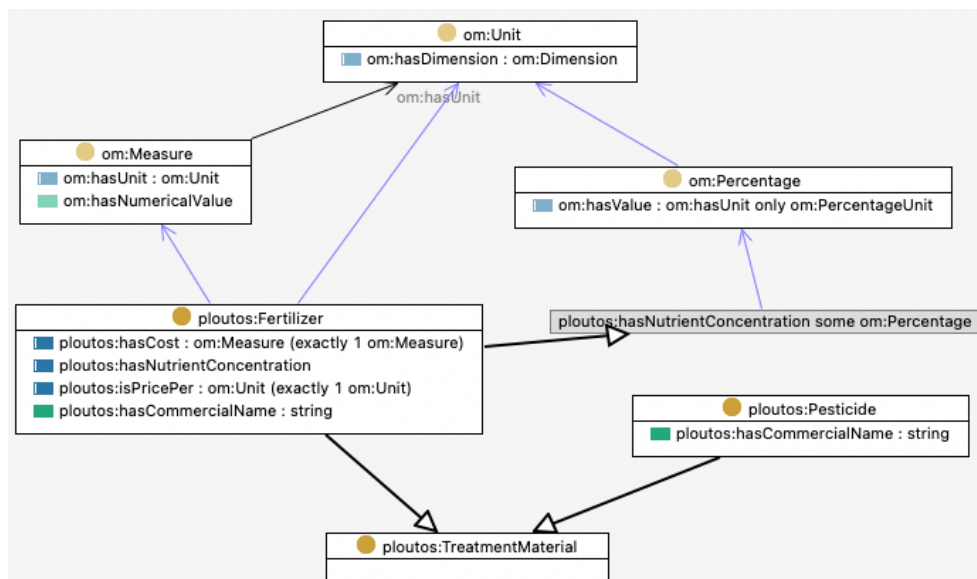 om:Unit
om:hasDimension : om:Dimension
om:hasUnit
om:Measure
om:hasUnit : om:Unit
om:hasNumericalValue
om:Percentage
om:hasValue : om:hasUnit only om:PercentageUnit
ploutos:Fertilizer
ploutos:hasCost : om:Measure (exactly 1 om:Measure)
ploutos:hasNutrientConcentration
ploutos:isPricePer : om:Unit (exactly 1 om:Unit)
ploutos:hasCommercialName : string
ploutos:hasNutrientConcentration some om:Percentage
ploutos:Pesticide
ploutos:hasCommercialName : string
ploutos:TreatmentMaterial